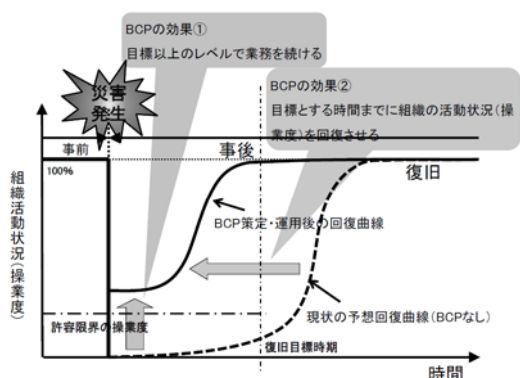 BCPの効果①
目標以上のレベルで業務を続ける
災害
発生
BCPの効果②
目標とする時間までに組織の活動状況(操
業度)を回復させる
事前
事後
100%
復旧
組織活動状況(操業度)
BCP策定・運用後の回復曲線
許容限界の操業度
現状の予想回復曲線(BCPなし)
復旧目標時期
時間